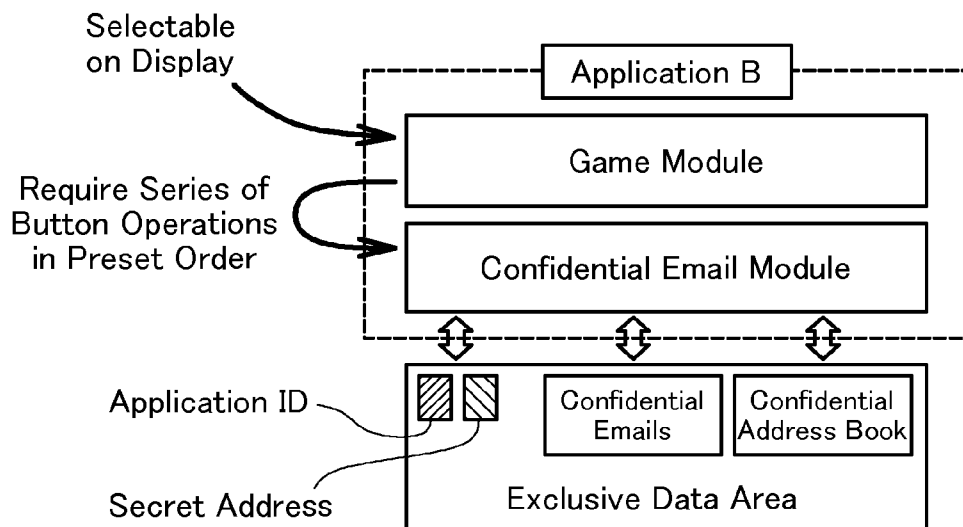 Selectable
on Display
Application B
Game Module
Require Series of
Button Operations
in Preset Order
Confidential Email Module
Application ID
Confidential
Emails
Confidential
Address Book
Secret Address
Exclusive Data Area